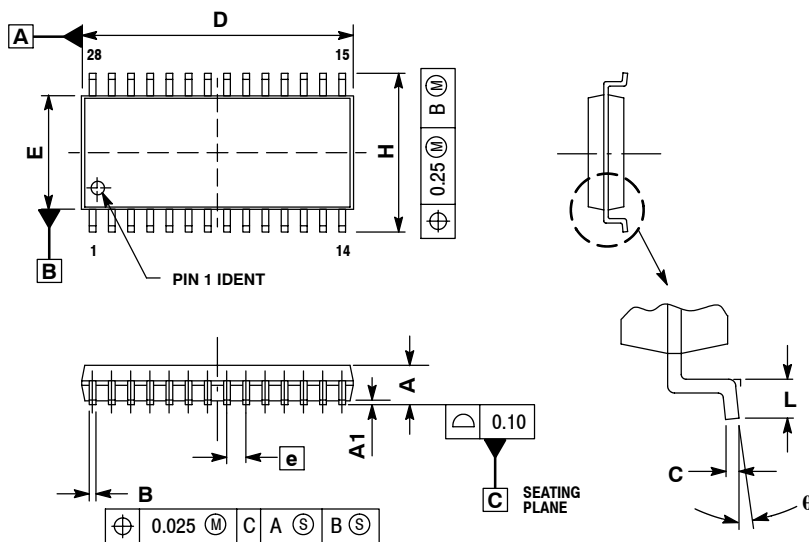 A
D
28
15
E
H
B Ⓜ
0.25 Ⓜ
⌖
1
14
B
PIN 1 IDENT
A
A1
e
B
⌓ 0.10
C
SEATING
PLANE
⌖ 0.025 Ⓜ C A Ⓢ B Ⓢ
L
C
θ